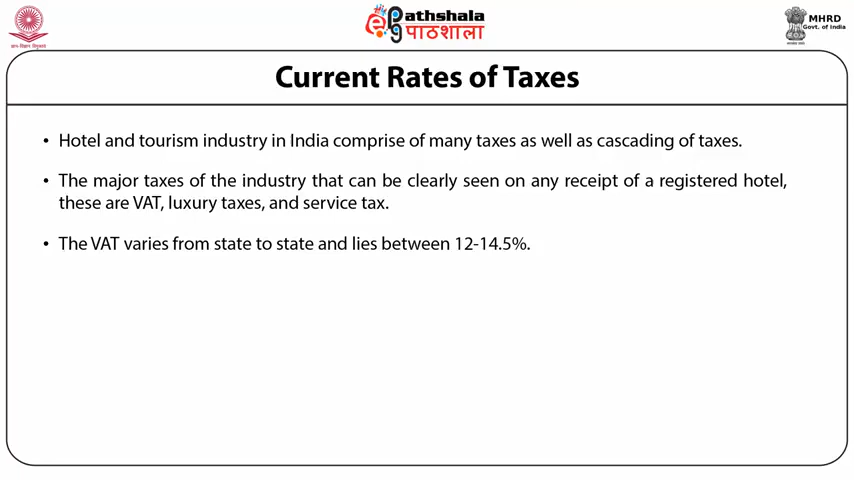 ePathshala
पाठशाला
MHRD
Govt. of India
Current Rates of Taxes
• Hotel and tourism industry in India comprise of many taxes as well as cascading of taxes.
• The major taxes of the industry that can be clearly seen on any receipt of a registered hotel,
these are VAT, luxury taxes, and service tax.
• The VAT varies from state to state and lies between 12-14.5%.